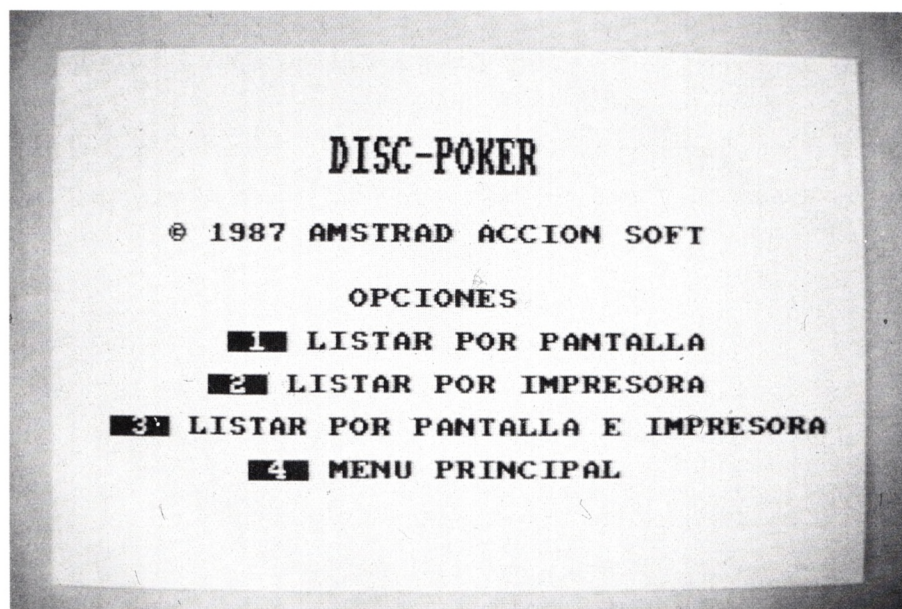 DISC-POKER
© 1987 AMSTRAD ACCION SOFT
OPCIONES
1 LISTAR POR PANTALLA
2 LISTAR POR IMPRESORA
3 LISTAR POR PANTALLA E IMPRESORA
4 MENU PRINCIPAL